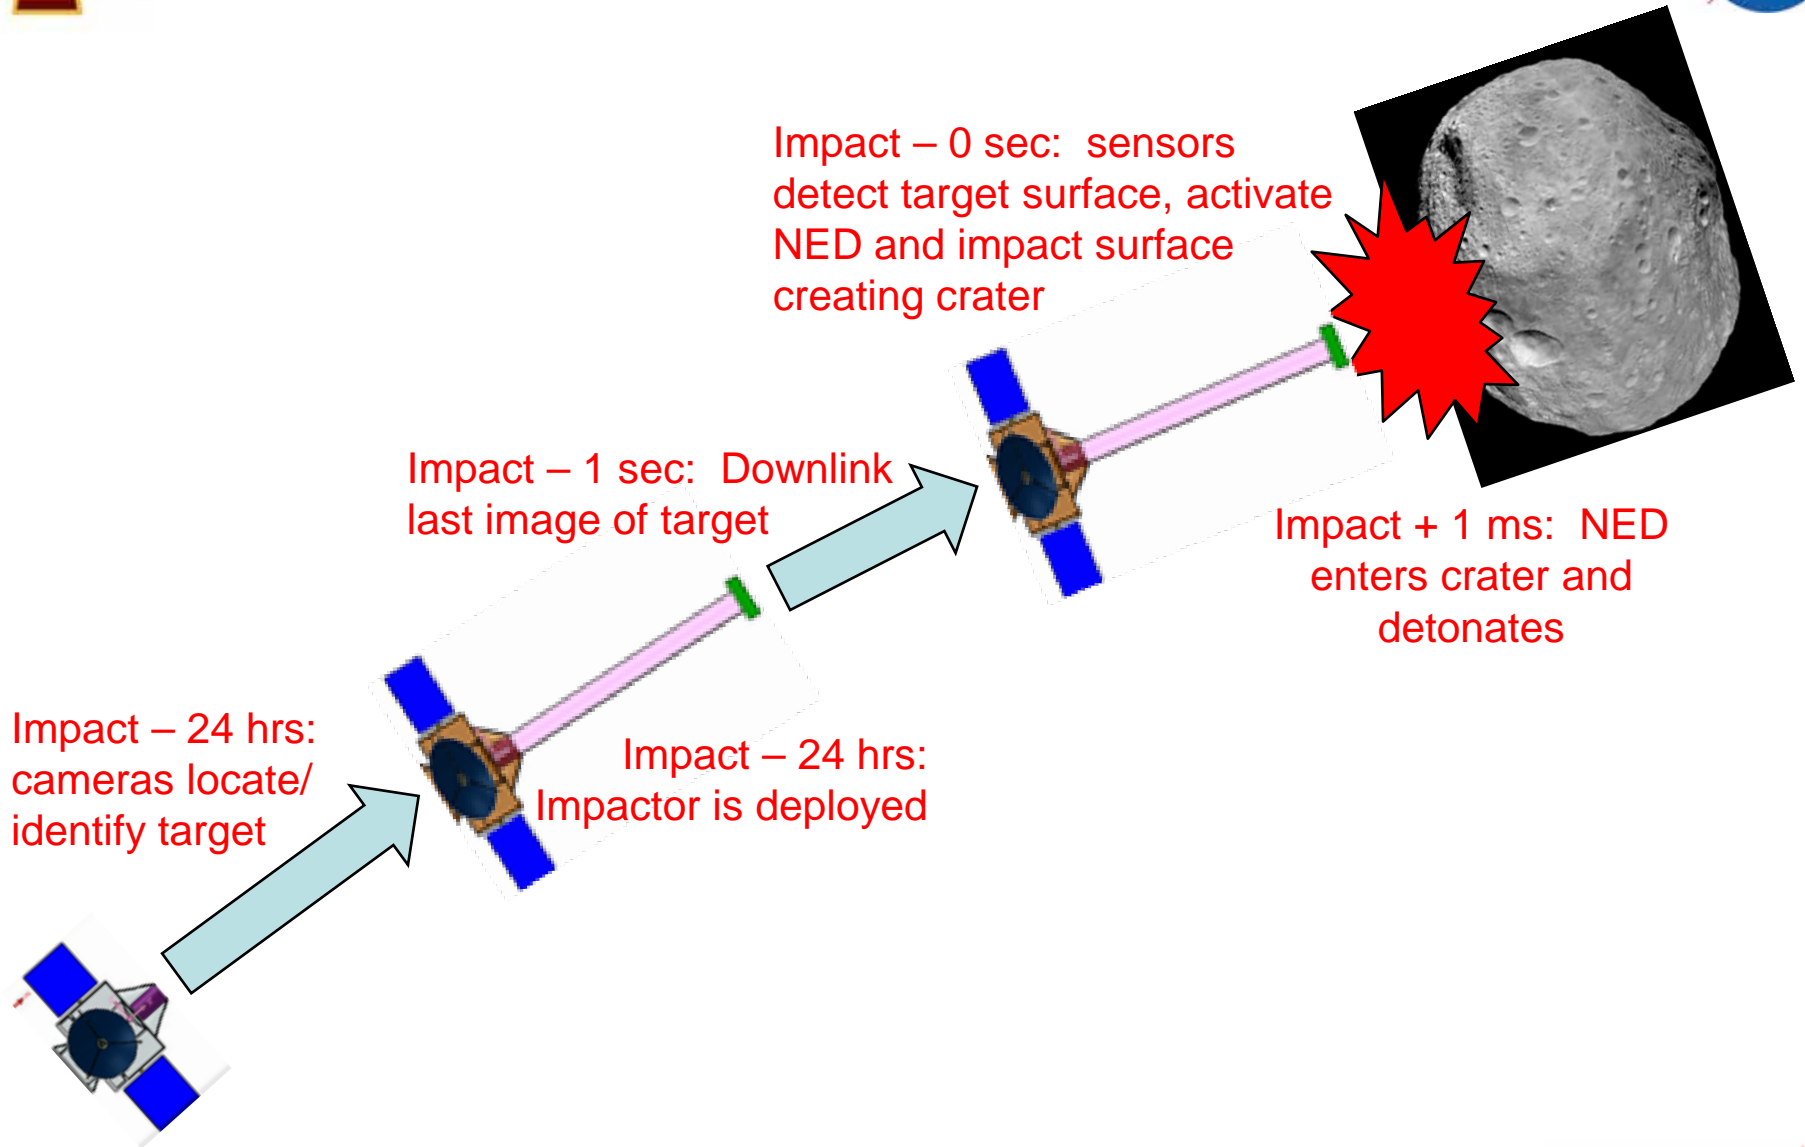 Impact – 0 sec:  sensors
detect target surface, activate
NED and impact surface
creating crater
Impact – 1 sec:  Downlink
last image of target
Impact + 1 ms:  NED
enters crater and
detonates
Impact – 24 hrs:
cameras locate/
identify target
Impact – 24 hrs:
Impactor is deployed